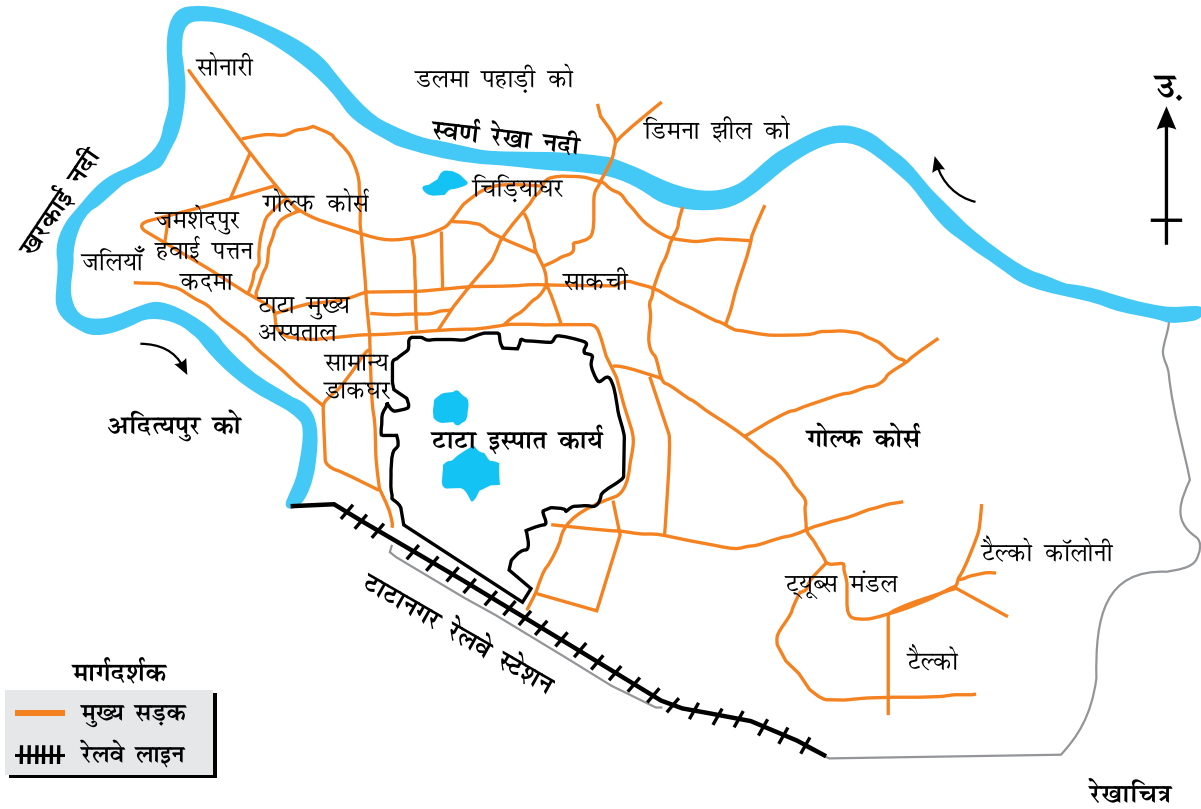 सोनारी
डलमा पहाड़ी को
उ.
स्वर्ण रेखा नदी
डिमना झील को
खरकाई नदी
चिड़ियाघर
गोल्फ कोर्स
जमशेदपुर
हवाई पत्तन
जलियाँ
कदमा
साकची
टाटा मुख्य
अस्पताल
सामान्य
डाकघर
अदित्यपुर को
टाटा इस्पात कार्य
गोल्फ कोर्स
टैल्को कॉलोनी
ट्यूब्स मंडल
टाटानगर रेलवे स्टेशन
टैल्को
मार्गदर्शक
मुख्य सड़क
रेलवे लाइन
रेखाचित्र